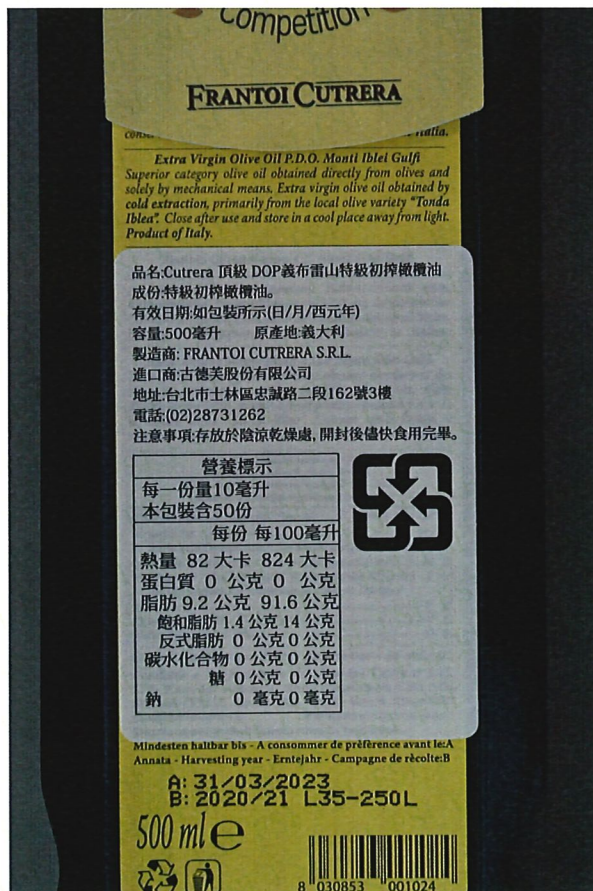 Competition
FRANTOI CUTRERA
Italia.
Extra Virgin Olive Oil P.D.O. Monti Iblei Gulfi
Superior category olive oil obtained directly from olives and
solely by mechanical means. Extra virgin olive oil obtained by
cold extraction, primarily from the local olive variety "Tonda
Iblea". Close after use and store in a cool place away from light.
Product of Italy.
品名:Cutrera 頂級 DOP義布雷山特級初搾橄欖油
成份:特級初搾橄欖油。
有效日期:如包裝所示(日/月/西元年)
容量:500毫升 原產地:義大利
製造商: FRANTOI CUTRERA S.R.L.
進口商:古德芙股份有限公司
地址:台北市士林區忠誠路二段162號3樓
電話:(02)28731262
注意事項:存放於陰涼乾燥處, 開封後儘快食用完畢。
營養標示
每一份量10毫升
本包裝含50份
每份 每100毫升
熱量 82 大卡 824 大卡
蛋白質 0 公克 0 公克
脂肪 9.2 公克 91.6 公克
飽和脂肪 1.4 公克 14 公克
反式脂肪 0 公克 0 公克
碳水化合物 0 公克 0 公克
糖 0 公克 0 公克
鈉 0 毫克 0 毫克
Mindesten haltbar bis - A consommer de prèfèrence avant le:A
Annata - Harvesting year - Erntejahr - Campagne de rècolte:B
A: 31/03/2023
B: 2020/21 L35-250L
500 ml e
8 030853 001024